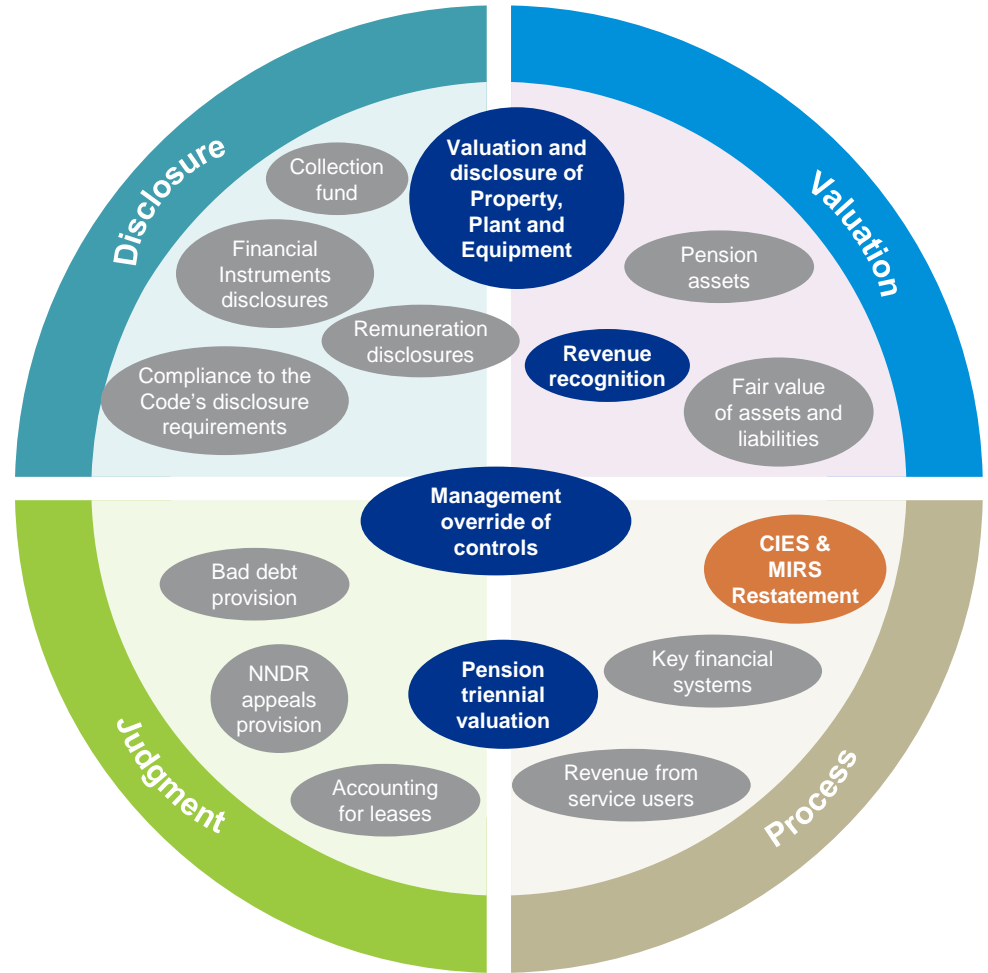 Disclosure
Valuation
Collection
fund
Valuation and
disclosure of
Property,
Plant and
Equipment
Financial
Instruments
disclosures
Pension
assets
Remuneration
disclosures
Revenue
recognition
Compliance to the
Code's disclosure
requirements
Fair value
of assets and
liabilities
Management
override of
controls
CIES &
MIRS
Restatement
Bad debt
provision
NNDR
appeals
provision
Pension
triennial
valuation
Key financial
systems
Accounting
for leases
Revenue from
service users
Judgment
Process